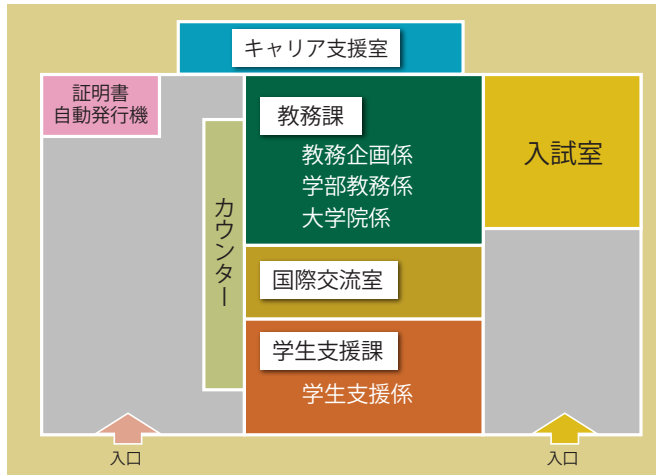 キャリア支援室
証明書
自動発行機
教務課
教務企画係
学部教務係
大学院係
入試室
カウンター
国際交流室
学生支援課
学生支援係
入口
入口